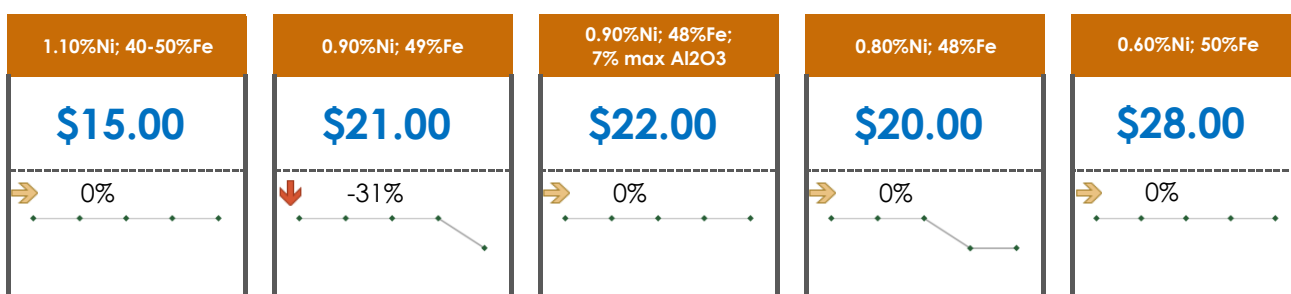 1.10%Ni; 40-50%Fe
$15.00
0%
0.90%Ni; 49%Fe
$21.00
-31%
0.90%Ni; 48%Fe;
7% max Al2O3
$22.00
0%
0.80%Ni; 48%Fe
$20.00
0%
0.60%Ni; 50%Fe
$28.00
0%